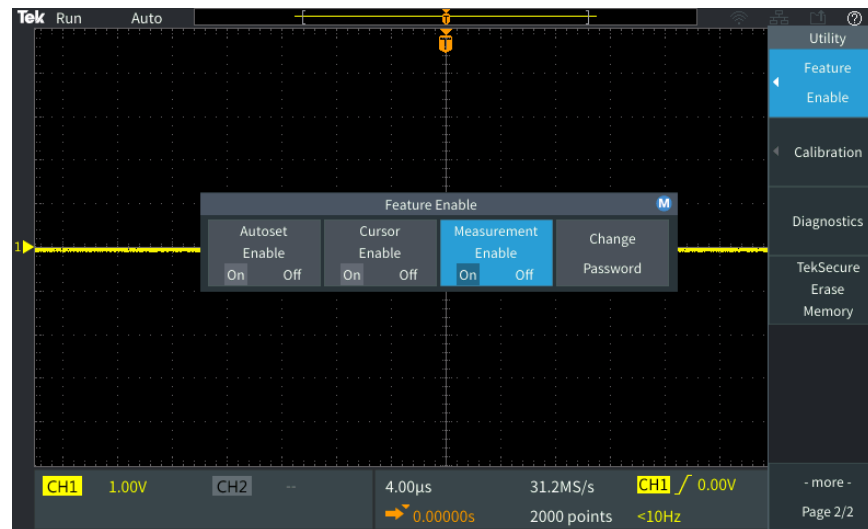 Tek Run Auto
T
?
T
Utility
Feature
Enable
Calibration
Diagnostics
TekSecure
Erase
Memory
- more -
Page 2/2
Feature Enable M
Autoset
Enable
On Off
Cursor
Enable
On Off
Measurement
Enable
On Off
Change
Password
1
CH1 1.00V CH2 -- 4.00µs 31.2MS/s CH1 0.00V
0.00000s 2000 points <10Hz